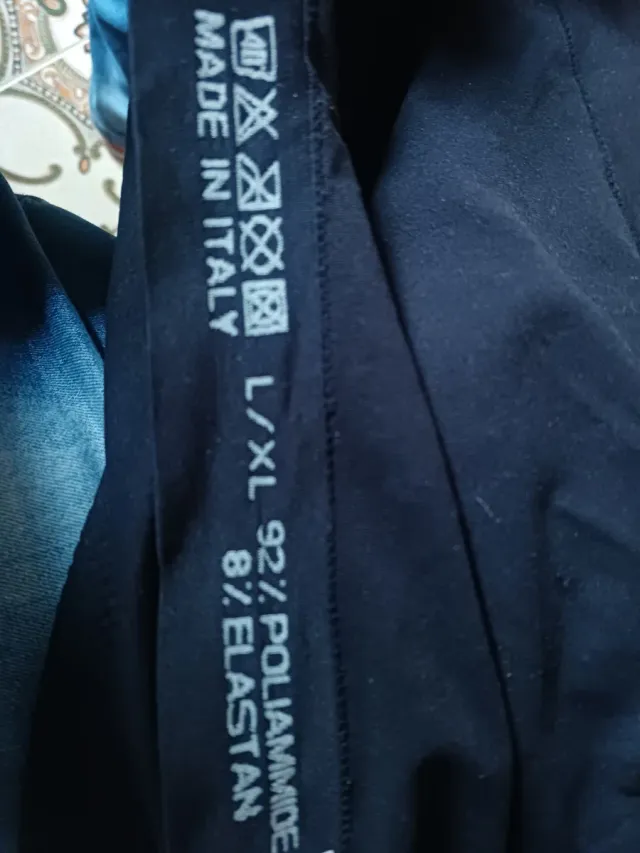 MADE IN ITALY
L/XL
92% POLIAMMIDE
8% ELASTAN